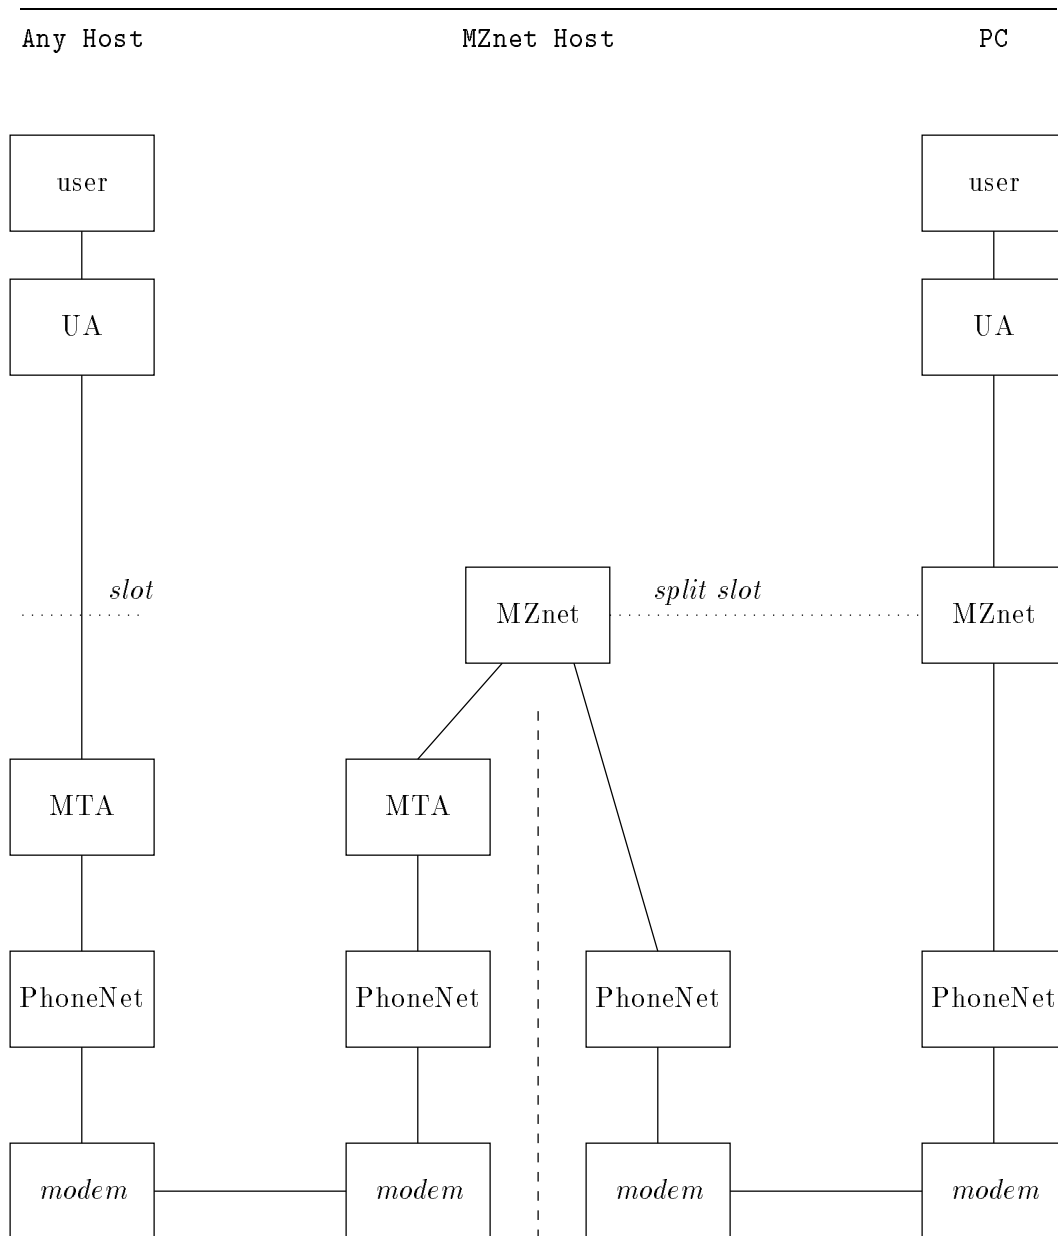 Any Host MZnet Host PC
user user
UA UA
slot split slot
MZnet MZnet
MTA MTA
PhoneNet PhoneNet PhoneNet PhoneNet
modem modem modem modem